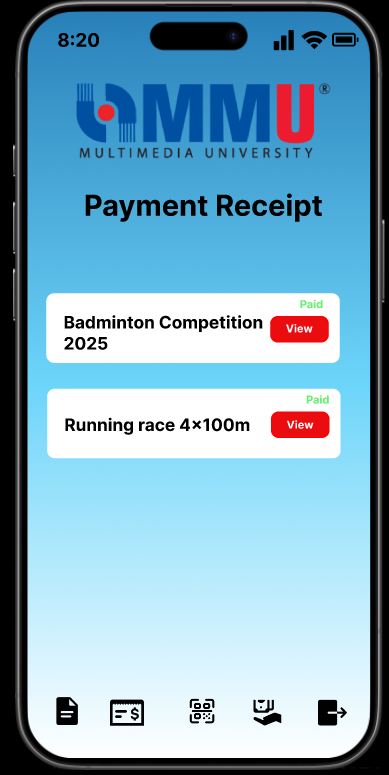 8:20
MMU®
MULTIMEDIA UNIVERSITY
Payment Receipt
Paid
Badminton Competition
2025
View
Paid
Running race 4×100m
View
$